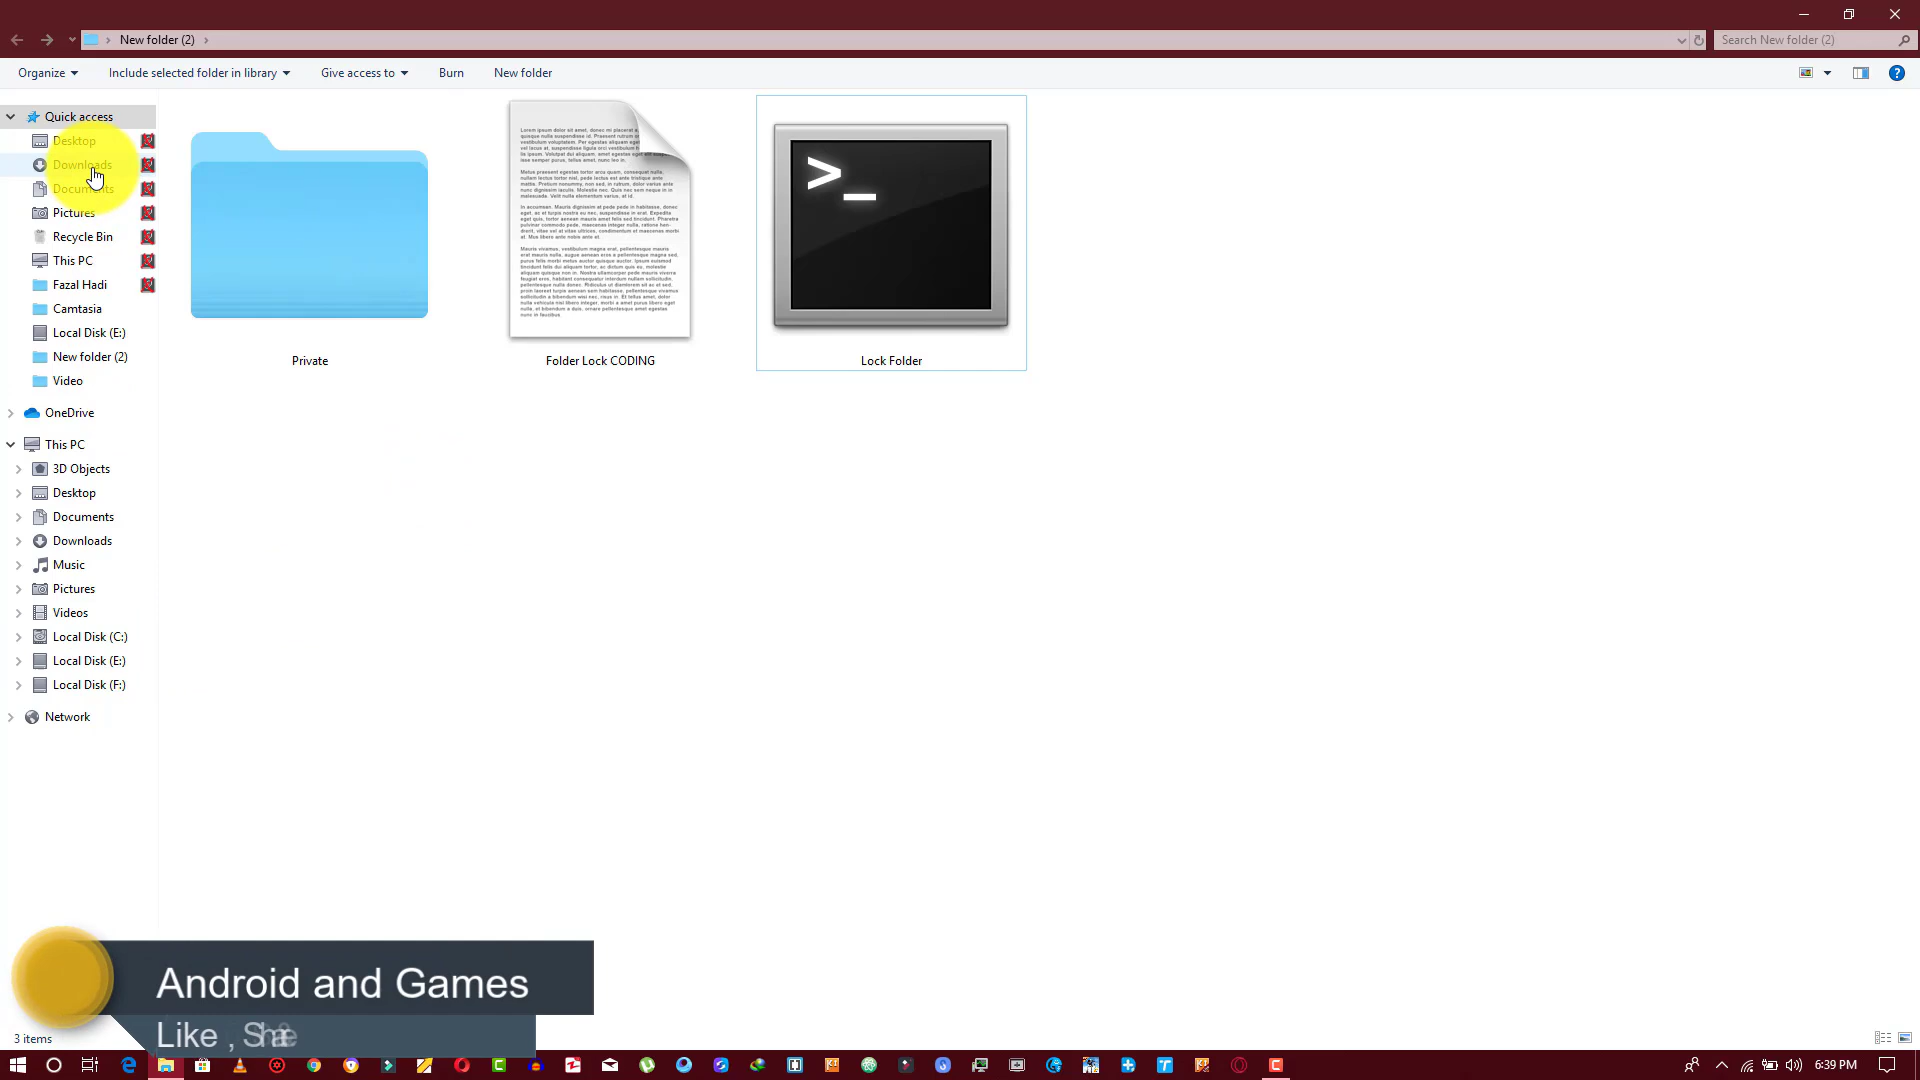 New folder (2)
Search New folder (2)
Organize
Include selected folder in library
Give access to
Burn
New folder
Quick access
Desktop
Downloads
Documents
Pictures
Recycle Bin
This PC
Fazal Hadi
Camtasia
Local Disk (E:)
New folder (2)
Video
OneDrive
This PC
3D Objects
Desktop
Documents
Downloads
Music
Pictures
Videos
Local Disk (C:)
Local Disk (E:)
Local Disk (F:)
Network
>_
Private
Folder Lock CODING
Lock Folder
Android and Games
Like ,
3 items
6:39 PM